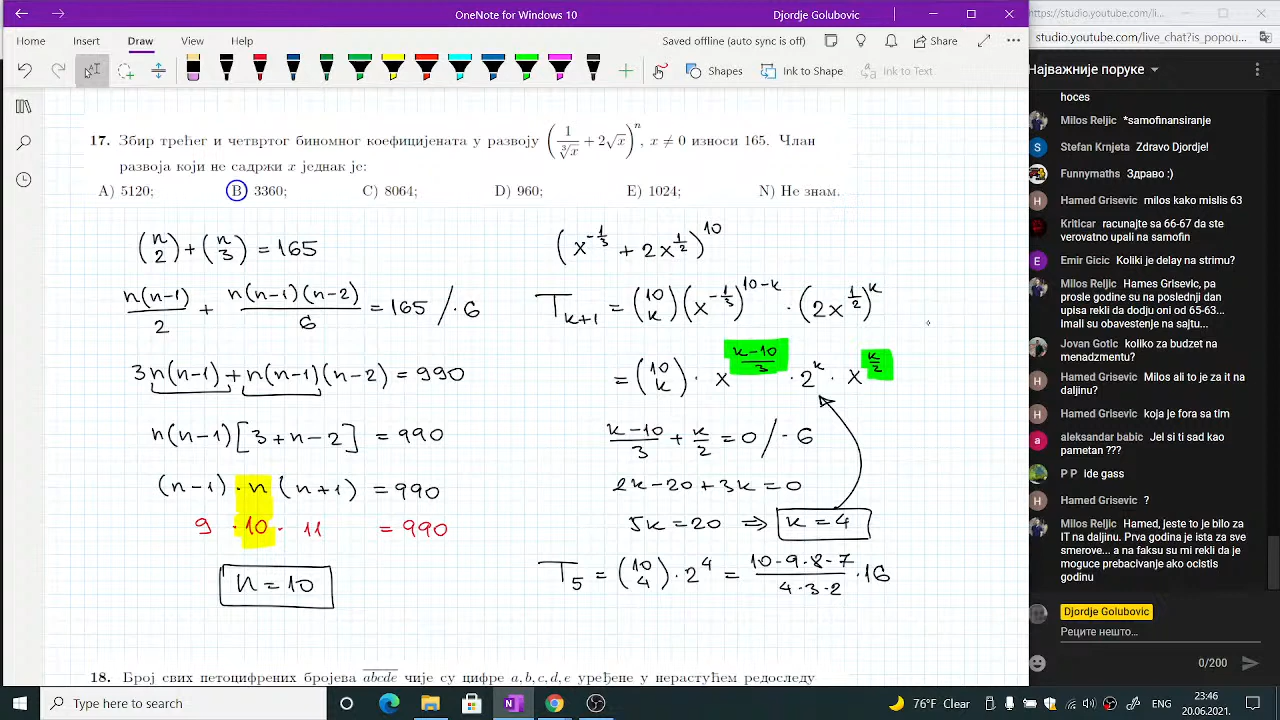 OneNote for Windows 10
Djordje Golubovic
Home Insert Draw View Help
Saved offline (auto sync is off) Share
Shapes Ink to Shape Ink to Text
17. Збир трећег и четвртог биномног коефицијената у развоју (1/∛x + 2√x)^n, x ≠ 0 износи 165. Члан
развоја који не садржи x једнак је:
A) 5120; B) 3360; C) 8064; D) 960; E) 1024; N) Не знам.
(n 2) + (n 3) = 165
n(n-1)/2 + n(n-1)(n-2)/6 = 165 / · 6
3n(n-1) + n(n-1)(n-2) = 990
n(n-1)[3+n-2] = 990
(n-1) · n (n+1) = 990
9 · 10 · 11 = 990
n = 10
(x^(-1/3) + 2x^(1/2))^10
T_(k+1) = (10 k)(x^(-1/3))^(10-k) · (2x^(1/2))^k
= (10 k) · x^((k-10)/3) · 2^k · x^(k/2)
(k-10)/3 + k/2 = 0 / · 6
2k-20+3k=0
5k=20 ⇒ k=4
T_5 = (10 4) · 2^4 = (10·9·8·7)/(4·3·2) · 16
18. Број свих петоцифрених бројева abcde чије су цифре a, b, c, d, e уређене у нерастућем редоследу
https://studio.youtube.com/li
studio.youtube.com/live_chat?is_popou...
Најважније поруке
hoces
Milos Reljic *samofinansiranje
Stefan Krnjeta Zdravo Djordje!
Funnymaths Здраво :)
Hamed Grisevic mislite kako mislis 63
Kriticar racunajte sa 66-67 da ste
verovatno upali na samofin
Emir Gicic Koliki je delay na strimu?
Milos Reljic Hames Grisevic, pa
prosle godine su na poslednji dan
upisa rekli da dodju oni od 65-63...
Imali su obavestenje na sajtu...
Jovan Gotic koliko za budzet na
menadzmentu?
Hamed Grisevic Milos ali to je za it na
daljinu?
Hamed Grisevic koja je fora sa tim
aleksandar babic Jel si ti sad kao
pametan ???
P P Ide gass
Hamed Grisevic ?
Milos Reljic Hamed, jeste to je bilo za
IT na daljinu. Prva godina je ista za sve
smerove... a na faksu su mi rekli da je
moguce prebacivanje ako ocistis
godinu
Djordje Golubovic
Реците нешто...
0/200
Type here to search
76°F Clear
23:46
20.06.2021.